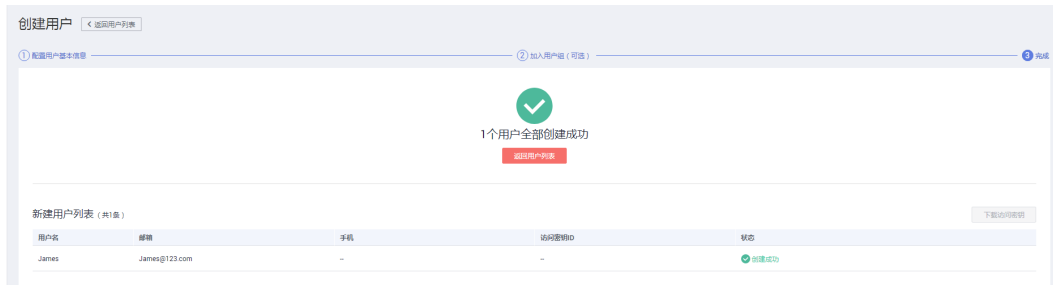 创建用户 < 返回用户列表
1 配置用户基本信息 2 加入用户组（可选） 3 完成
1个用户全部创建成功
返回用户列表
新建用户列表（共1条） 下载访问密钥
用户名 邮箱 手机 访问密钥ID 状态
James James@123.com -- -- 创建成功